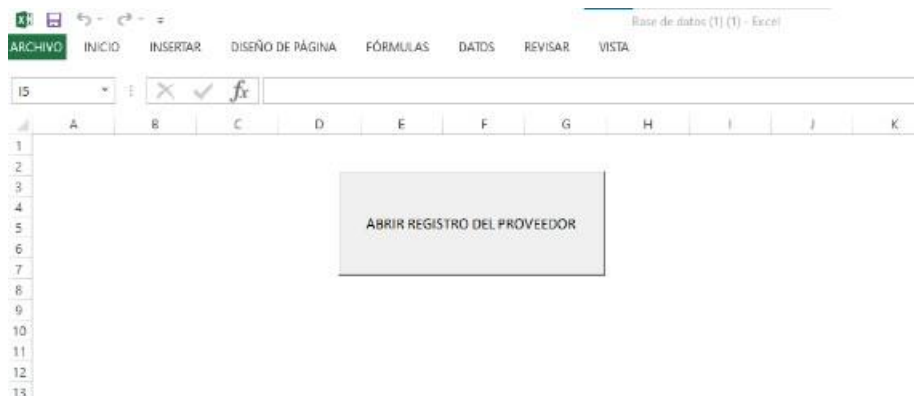 Base de datos (1) (1) - Excel
ARCHIVO INICIO INSERTAR DISEÑO DE PÁGINA FÓRMULAS DATOS REVISAR VISTA
I5 fx
A B C D E F G H I J K
1
2
3
4
5
6
7
8
9
10
11
12
13
ABRIR REGISTRO DEL PROVEEDOR